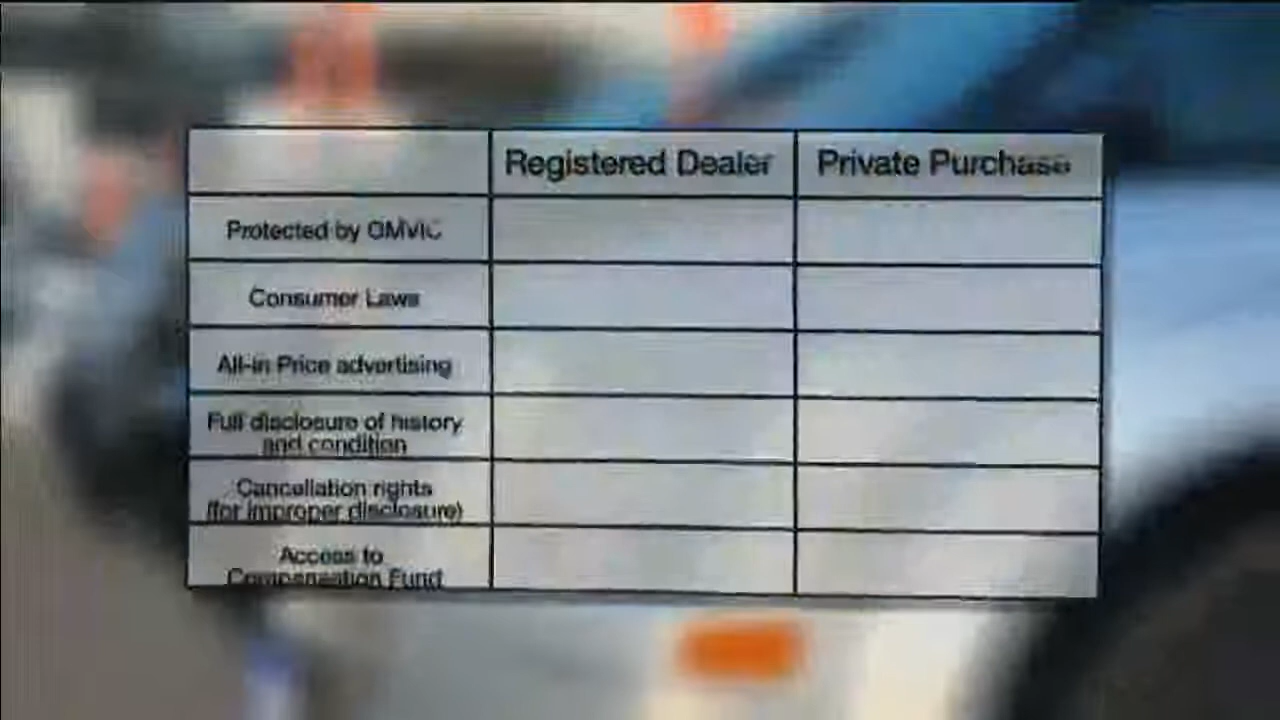 Registered Dealer
Private Purchase
Protected by OMVIC
Consumer Laws
All-in Price advertising
Full disclosure of history
and condition
Cancellation rights
(for improper disclosure)
Access to
Compensation Fund